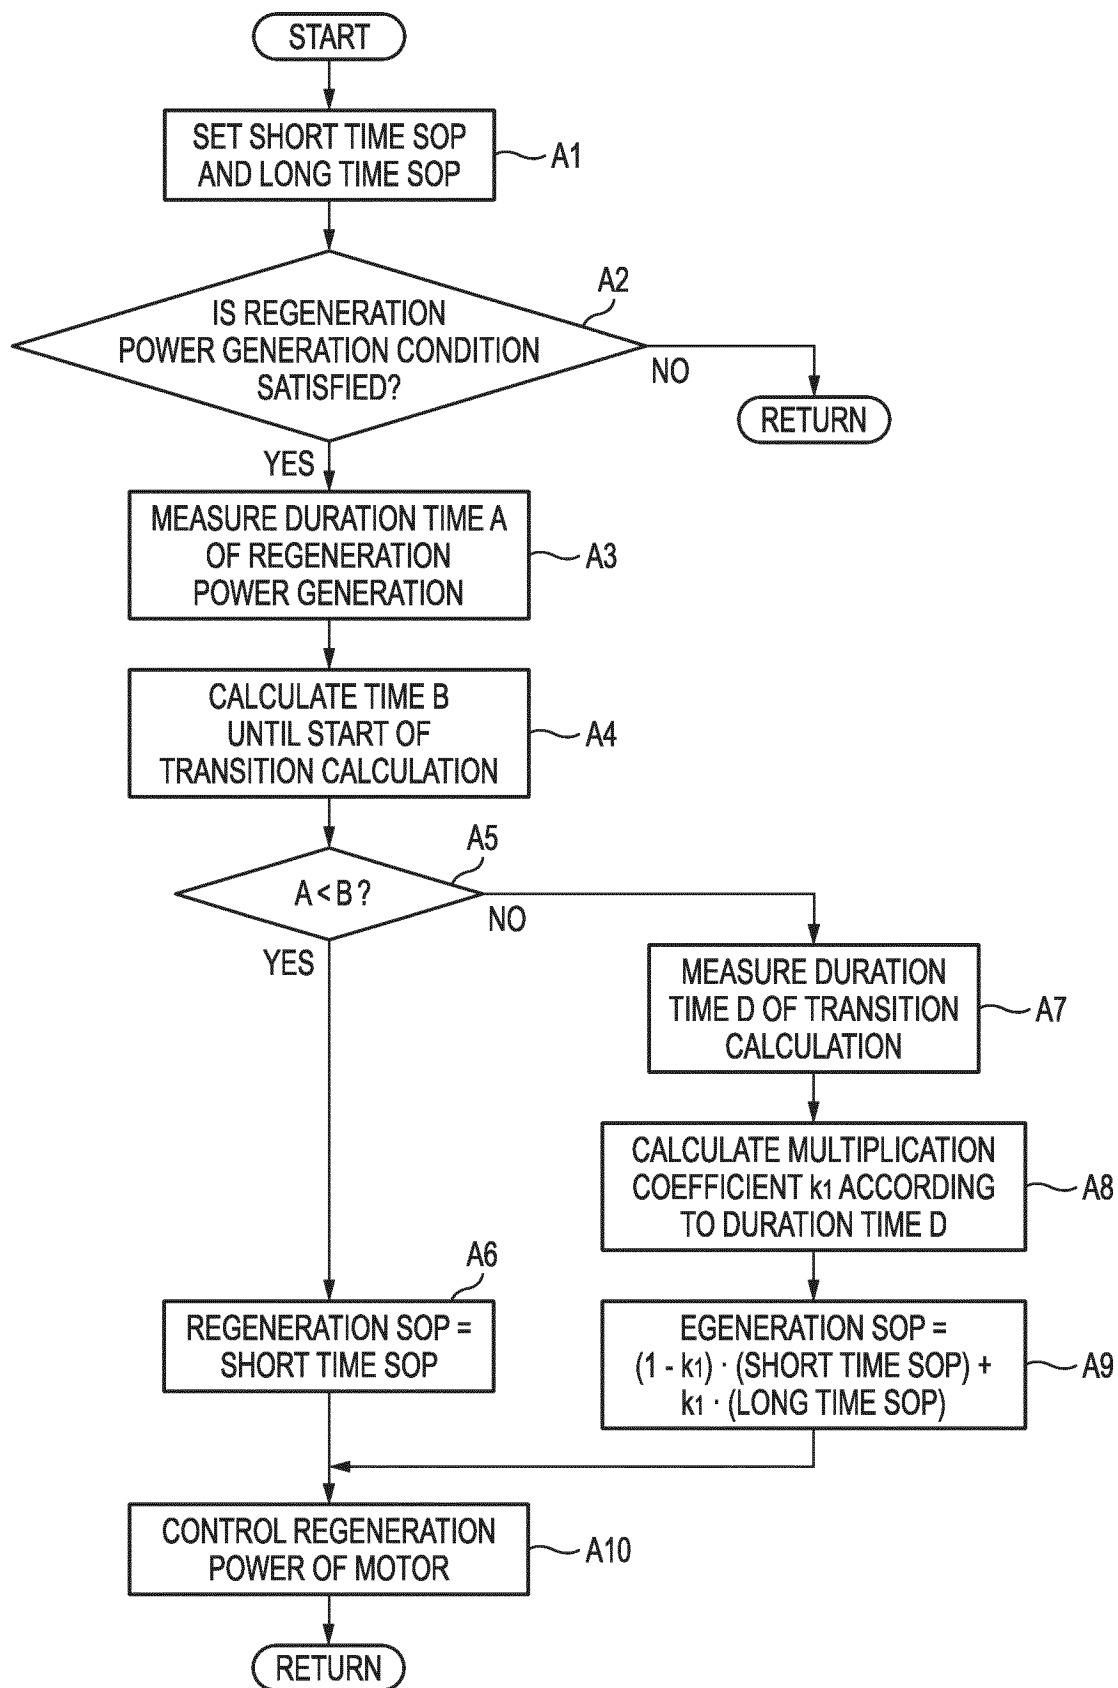 START
SET SHORT TIME SOP
AND LONG TIME SOP
A1
A2
IS REGENERATION
POWER GENERATION CONDITION
SATISFIED?
NO
RETURN
YES
MEASURE DURATION TIME A
OF REGENERATION
POWER GENERATION
A3
CALCULATE TIME B
UNTIL START OF
TRANSITION CALCULATION
A4
A5
A < B ?
NO
YES
MEASURE DURATION
TIME D OF TRANSITION
CALCULATION
A7
CALCULATE MULTIPLICATION
COEFFICIENT k1 ACCORDING
TO DURATION TIME D
A8
A6
REGENERATION SOP =
SHORT TIME SOP
EGENERATION SOP =
(1 - k1) · (SHORT TIME SOP) +
k1 · (LONG TIME SOP)
A9
CONTROL REGENERATION
POWER OF MOTOR
A10
RETURN